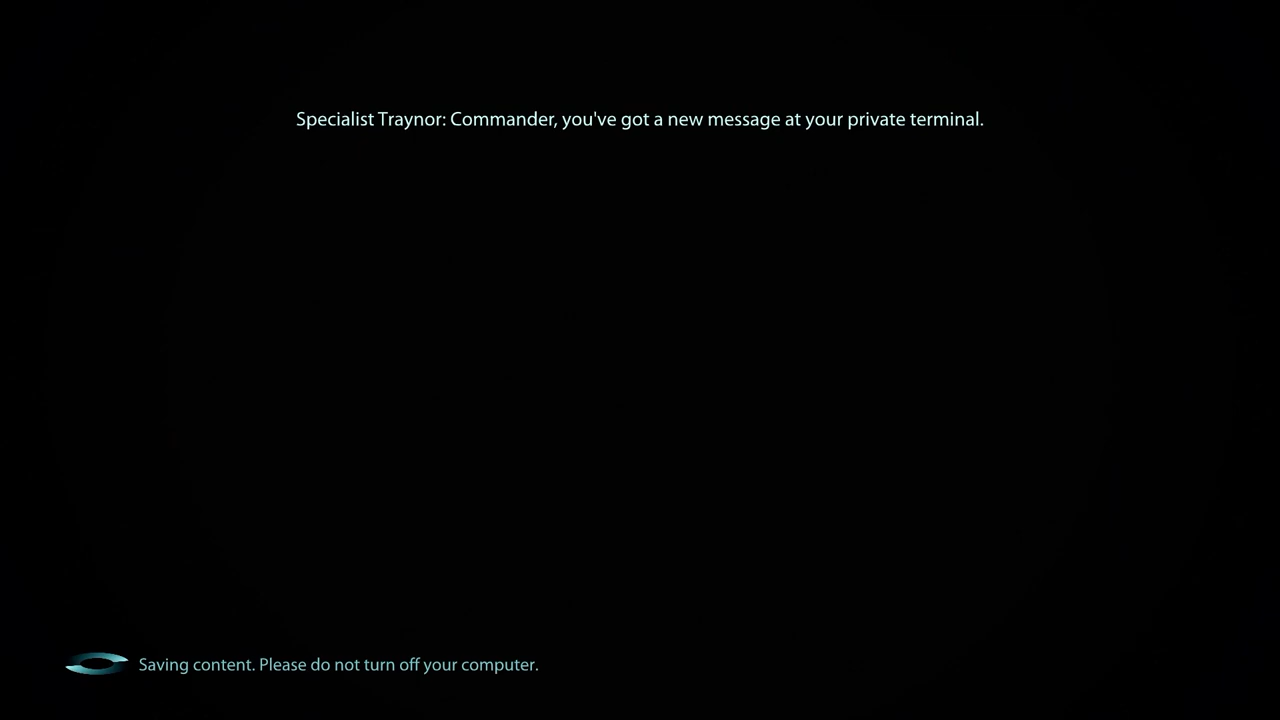 Specialist Traynor: Commander, you've got a new message at your private terminal.
Saving content. Please do not turn off your computer.